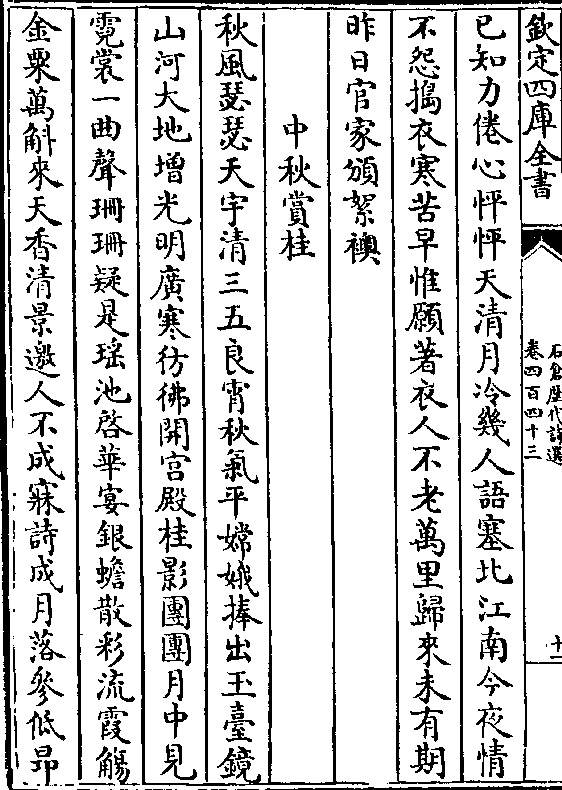 欽定四庫全書
石倉歷代詩選
卷四百四十三
十一
已知力倦心怦怦天清月冷幾人語塞北江南今夜情
不怨搗衣寒苦早惟願著衣人不老萬里歸來未有期
昨日官家頒絮襖
中秋賞桂
秋風瑟瑟天宇清三五良宵秋氣平嫦娥捧出玉臺鏡
山河大地增光明廣寒彷彿開宮殿桂影團團月中見
霓裳一曲聲珊珊疑是瑤池啓華宴銀蟾散彩流霞觴
金粟萬斛來天香清景邀人不成寐詩成月落參低昂